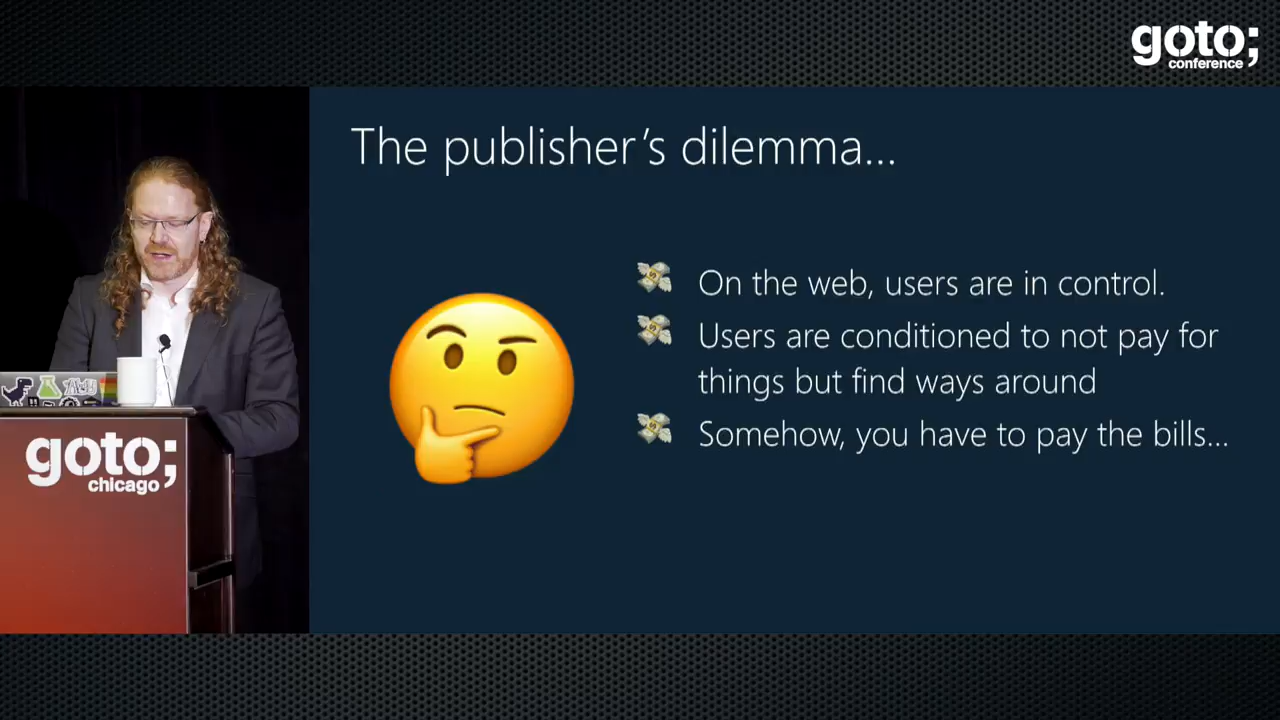 goto;
conference
The publisher's dilemma...
On the web, users are in control.
Users are conditioned to not pay for
things but find ways around
Somehow, you have to pay the bills...
goto;
chicago